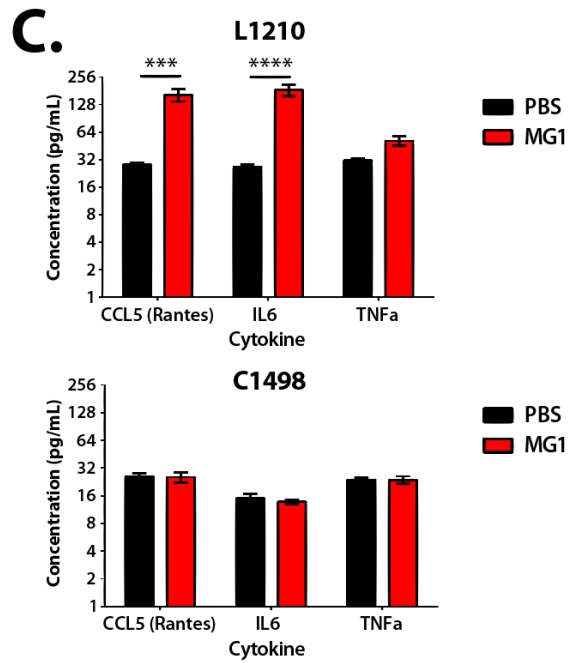 C.
L1210
*** ****
256
128
64
32
16
8
4
2
1
Concentration (pg/mL)
CCL5 (Rantes) IL6 TNFa
Cytokine
PBS
MG1
C1498
256
128
64
32
16
8
4
2
1
Concentration (pg/mL)
CCL5 (Rantes) IL6 TNFa
Cytokine
PBS
MG1